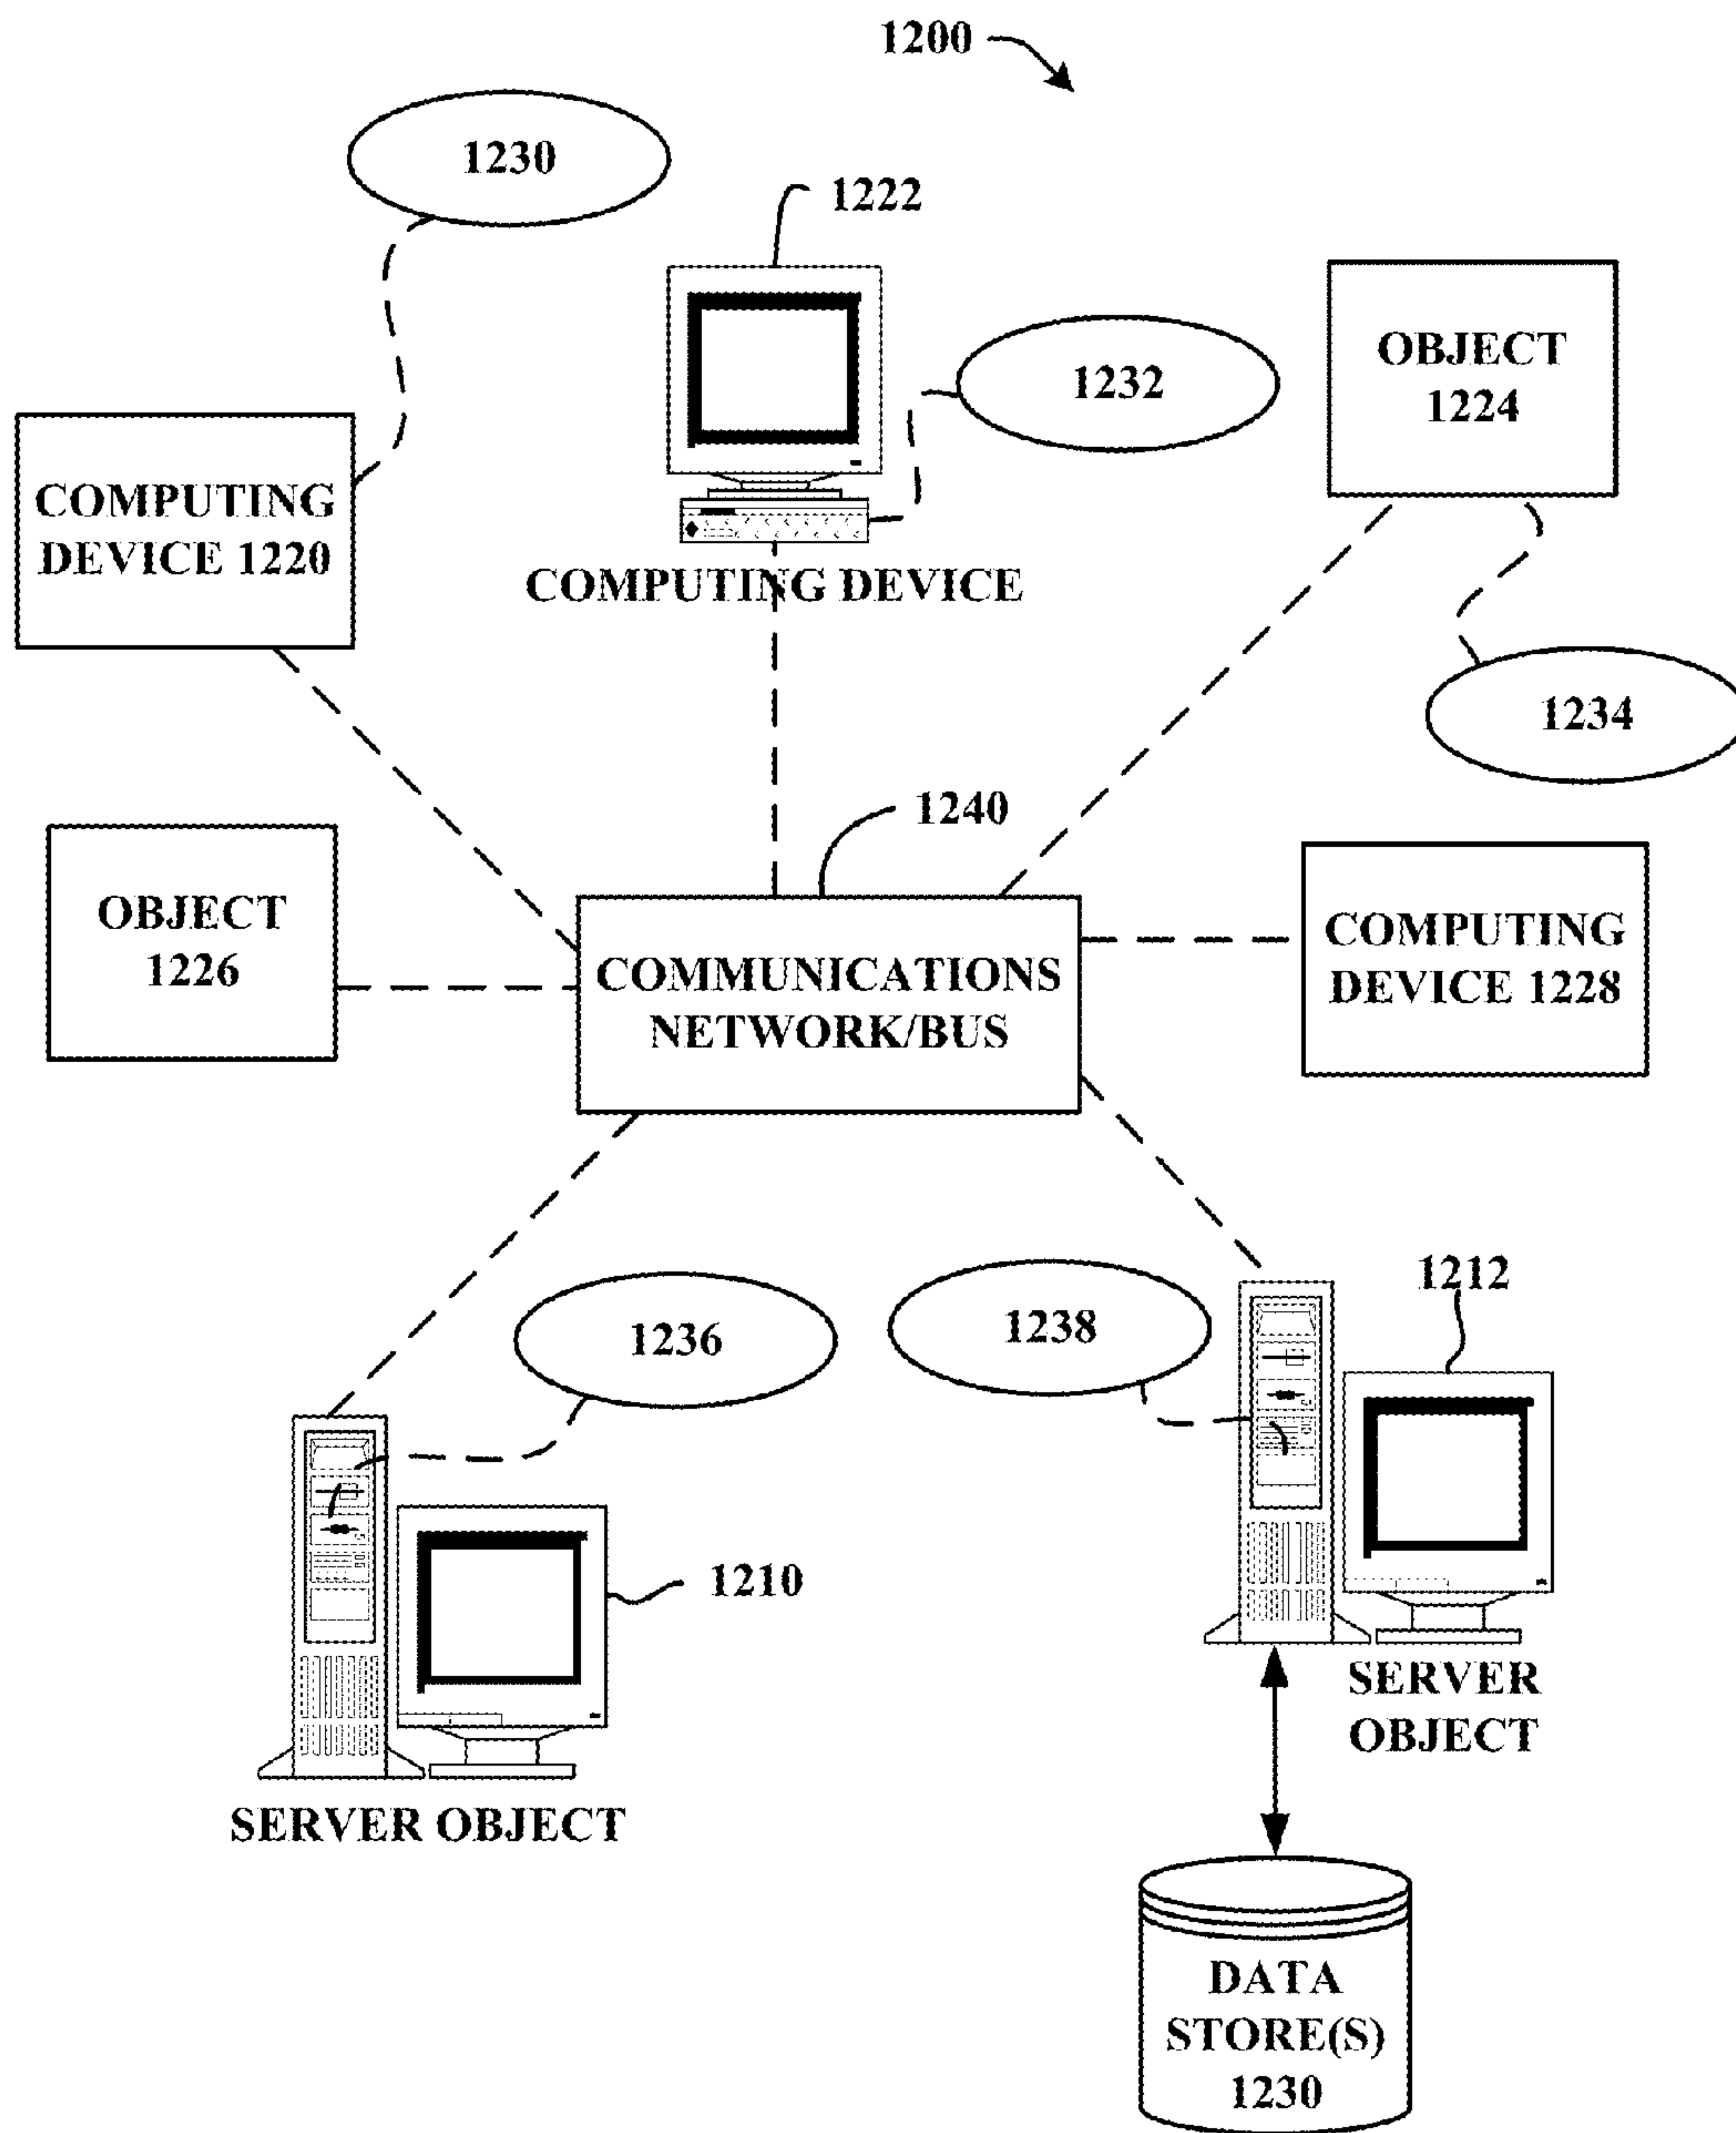 1200
1230
1222
1232
OBJECT
1224
COMPUTING
DEVICE 1220
COMPUTING DEVICE
1234
1240
OBJECT
1226
COMMUNICATIONS
NETWORK/BUS
COMPUTING
DEVICE 1228
1236
1238
1212
1210
SERVER
OBJECT
SERVER OBJECT
DATA
STORE(S)
1230